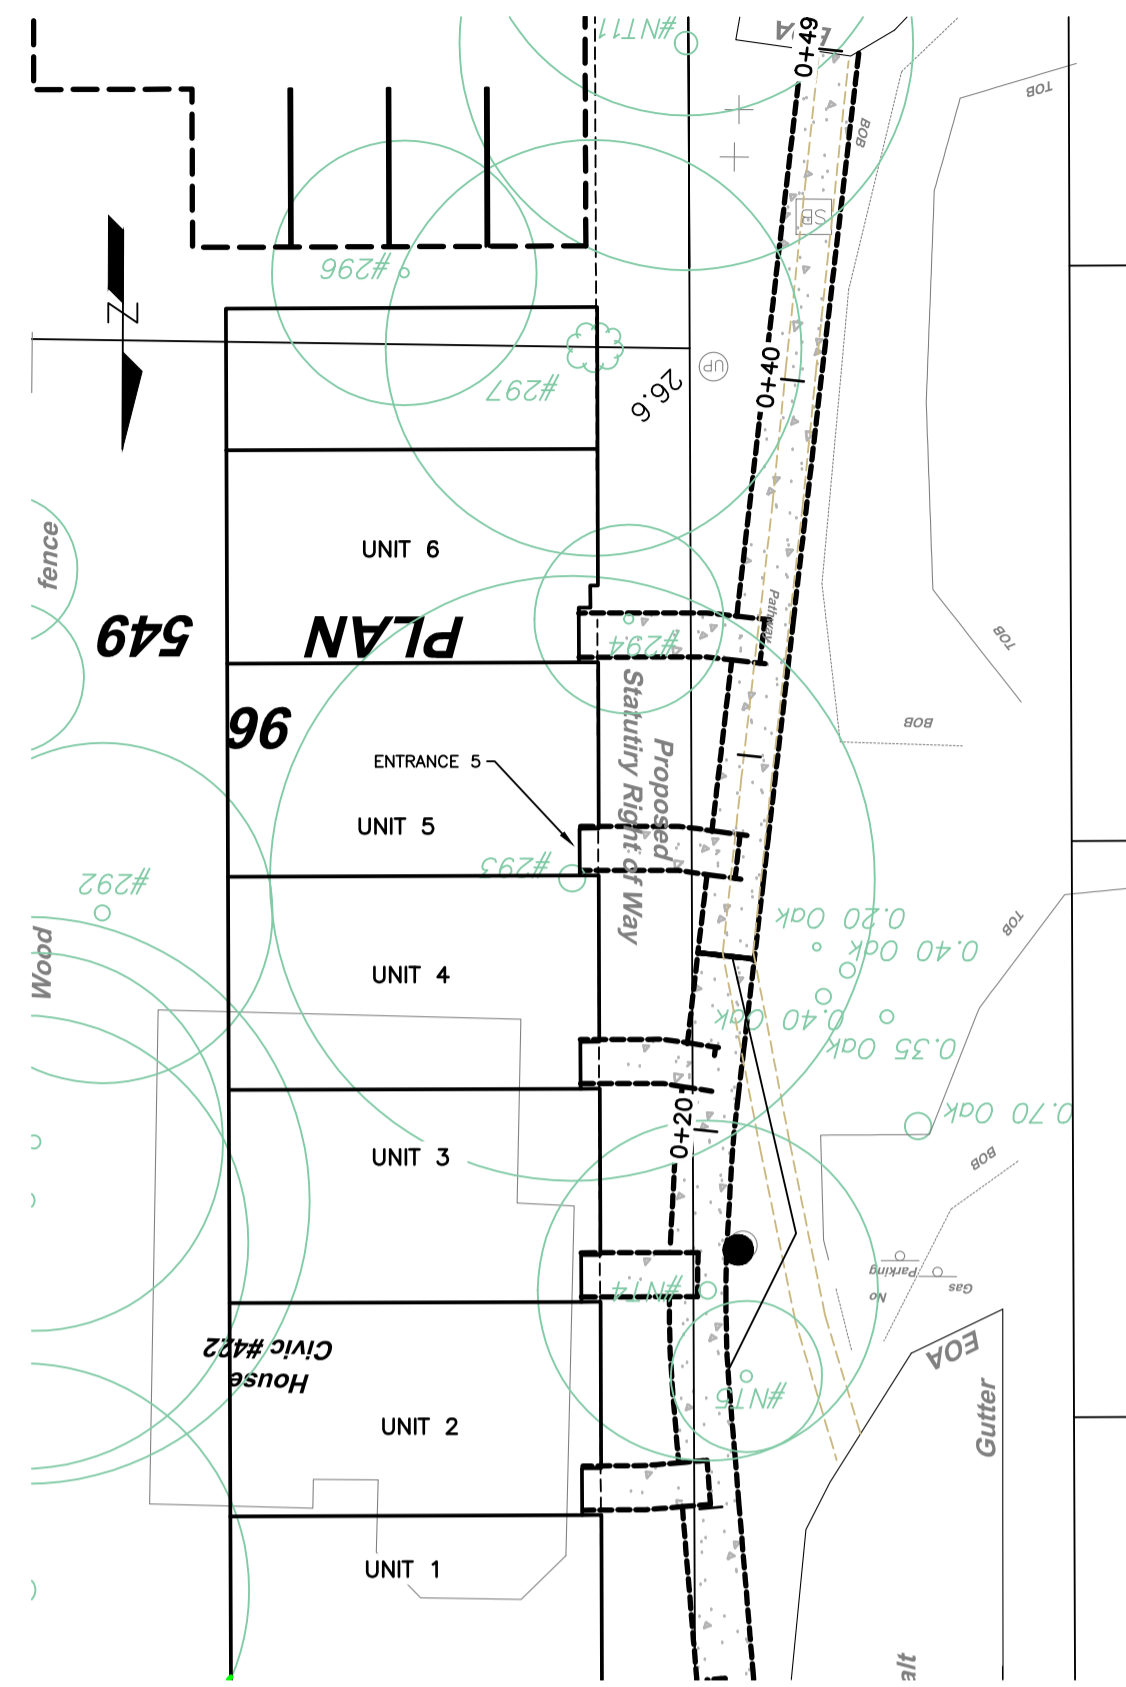 #NT11
EOA
0+49
TOB
BOB
SB
#296
N
#297
26.6
UP
0+40
fence
UNIT 6
549
PLAN
Pathway
#294
TOB
96
Proposed
Statutiry Right of Way
BOB
ENTRANCE 5
UNIT 5
#293
#292
0.20 Oak
0.40 Oak
TOB
Wood
UNIT 4
0.40 Oak
0.35 Oak
0+20
0.70 Oak
UNIT 3
BOB
No
Parking
Gas
#NT4
House
Civic #422
EOA
#NT5
Gutter
UNIT 2
UNIT 1
alt